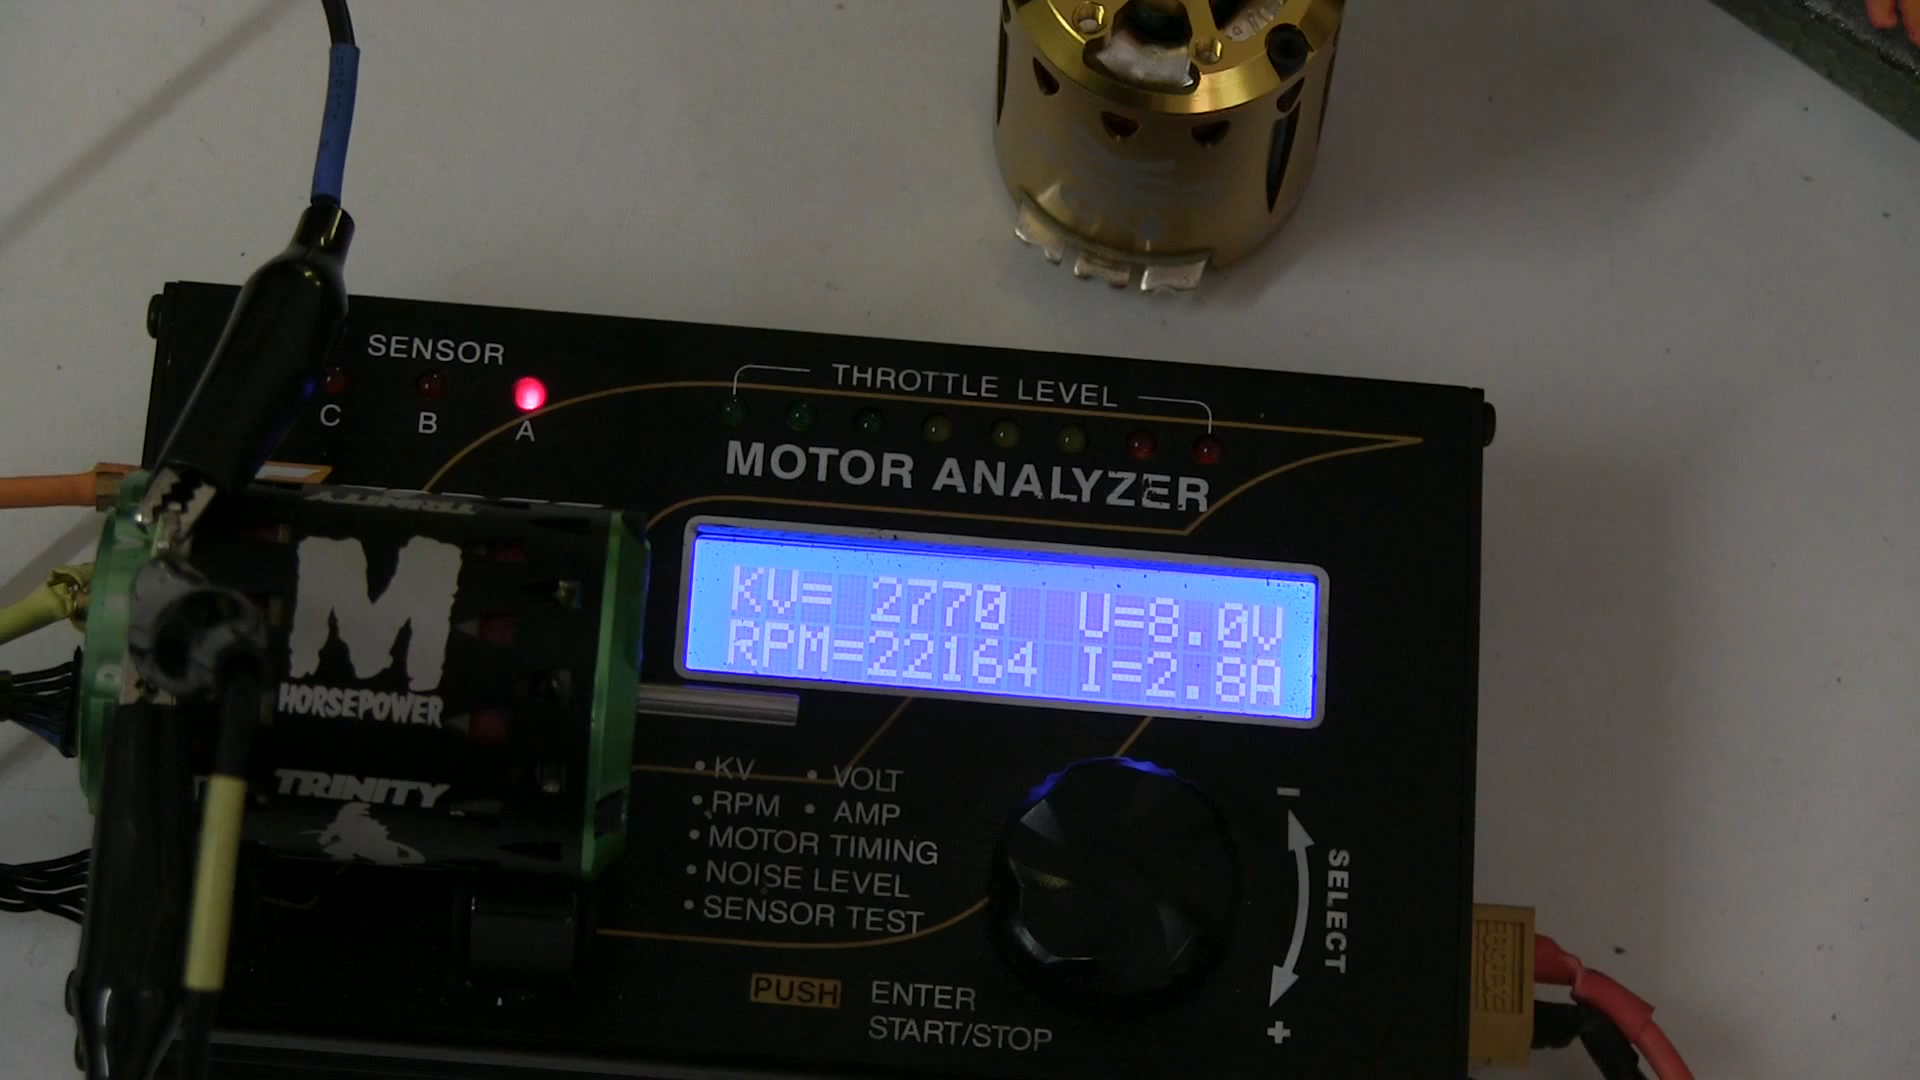 SENSOR
C B A
THROTTLE LEVEL
MOTOR ANALYZER
TRINITY
M
HORSEPOWER
TRINITY
KV= 2770 U=8.0V
RPM=22164 I=2.8A
• KV • VOLT
• RPM • AMP
• MOTOR TIMING
• NOISE LEVEL
• SENSOR TEST
−
SELECT
+
PUSH ENTER
START/STOP